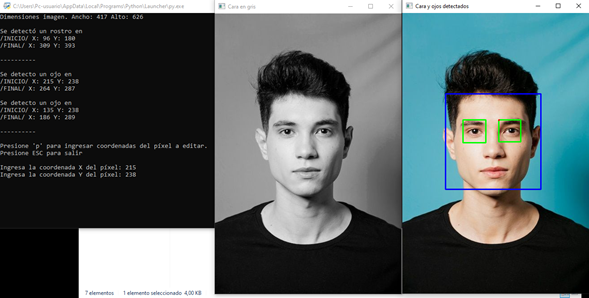 C:\Users\Pc-usuario\AppData\Local\Programs\Python\Launcher\py.exe
Dimensiones imagen. Ancho: 417 Alto: 626
Se detectó un rostro en
/INICIO/ X: 96 Y: 180
/FINAL/ X: 309 Y: 393
----------
Se detecto un ojo en
/INICIO/ X: 215 Y: 238
/FINAL/ X: 264 Y: 287
Se detecto un ojo en
/INICIO/ X: 135 Y: 238
/FINAL/ X: 186 Y: 289
----------
Presione 'p' para ingresar coordenadas del píxel a editar.
Presione ESC para salir
Ingresa la coordenada X del píxel: 215
Ingresa la coordenada Y del píxel: 238
Cara en gris
Cara y ojos detectados
7 elementos 1 elemento seleccionado 4,00 KB